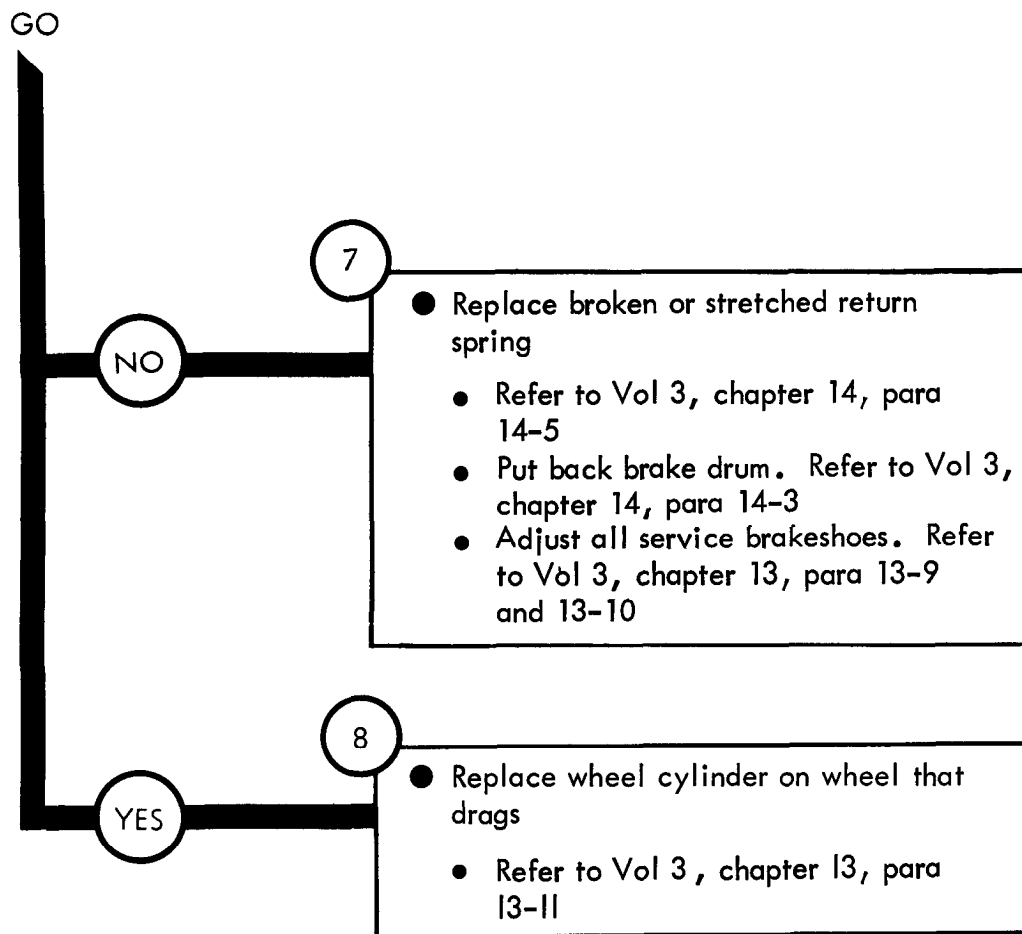 GO
7
● Replace broken or stretched return
spring
NO
● Refer to Vol 3, chapter 14, para
14-5
● Put back brake drum. Refer to Vol 3,
chapter 14, para 14-3
● Adjust all service brakeshoes. Refer
to Vol 3, chapter 13, para 13-9
and 13-10
8
● Replace wheel cylinder on wheel that
drags
YES
● Refer to Vol 3, chapter 13, para
13-11